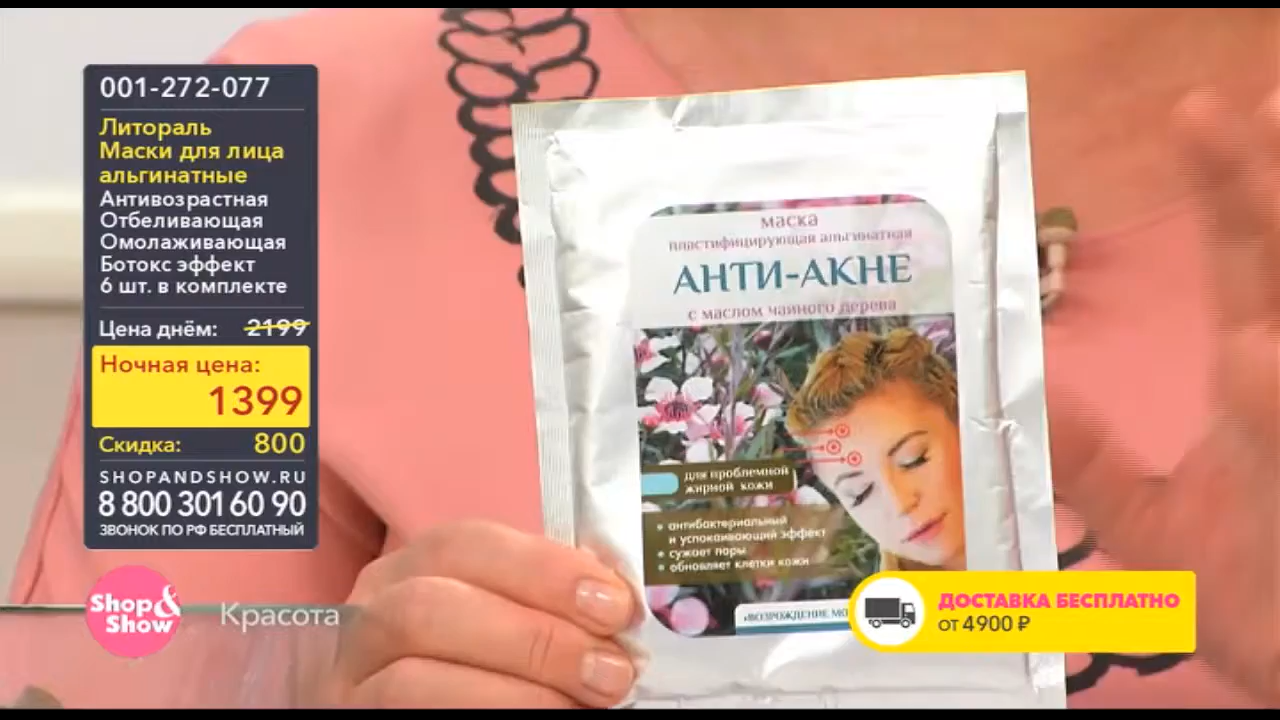 001-272-077
Литораль
Маски для лица
альгинатные
Антивозрастная
Отбеливающая
Омолаживающая
Ботокс эффект
6 шт. в комплекте
Цена днём: 2199
Ночная цена:
1399
Скидка: 800
SHOPANDSHOW.RU
8 800 301 60 90
ЗВОНОК ПО РФ БЕСПЛАТНЫЙ
Shop&
Show
Красота
маска
пластифицирующая альгинатная
АНТИ-АКНЕ
с маслом чайного дерева
для проблемной
жирной кожи
• антибактериальный
и успокаивающий эффект
• сужает поры
• обновляет клетки кожи
«ВОЗРОЖДЕНИЕ
ДОСТАВКА БЕСПЛАТНО
от 4900 ₽